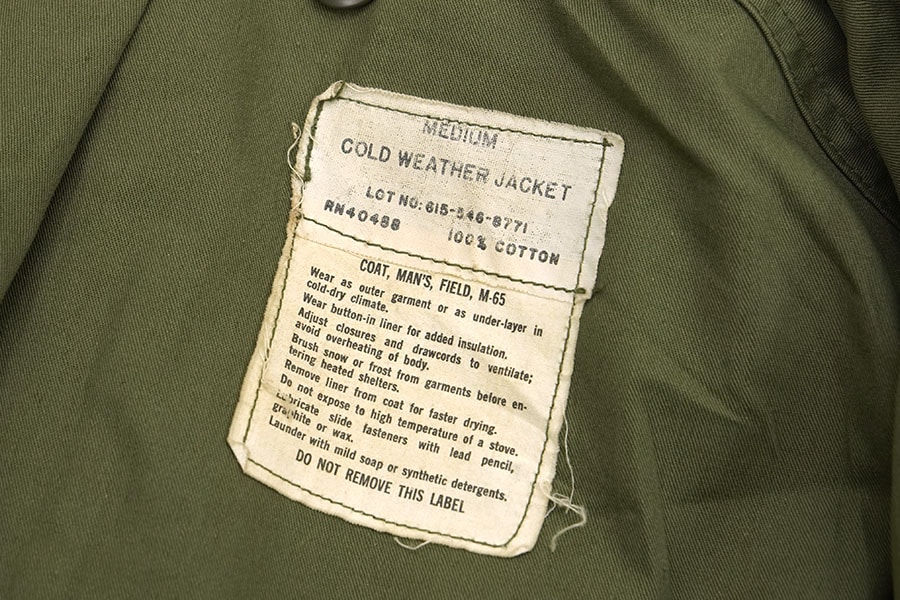 MEDIUM
COLD WEATHER JACKET
LOT NO: 615-546-8771
RN40488 100% COTTON
COAT, MAN'S, FIELD, M-65
Wear as outer garment or as under-layer in
cold-dry climate.
Wear button-in liner for added insulation.
Adjust closures and drawcords to ventilate;
avoid overheating of body.
Brush snow or frost from garments before en-
tering heated shelters.
Remove liner from coat for faster drying.
Do not expose to high temperature of a stove.
Lubricate slide fasteners with lead pencil,
graphite or wax.
Launder with mild soap or synthetic detergents.
DO NOT REMOVE THIS LABEL